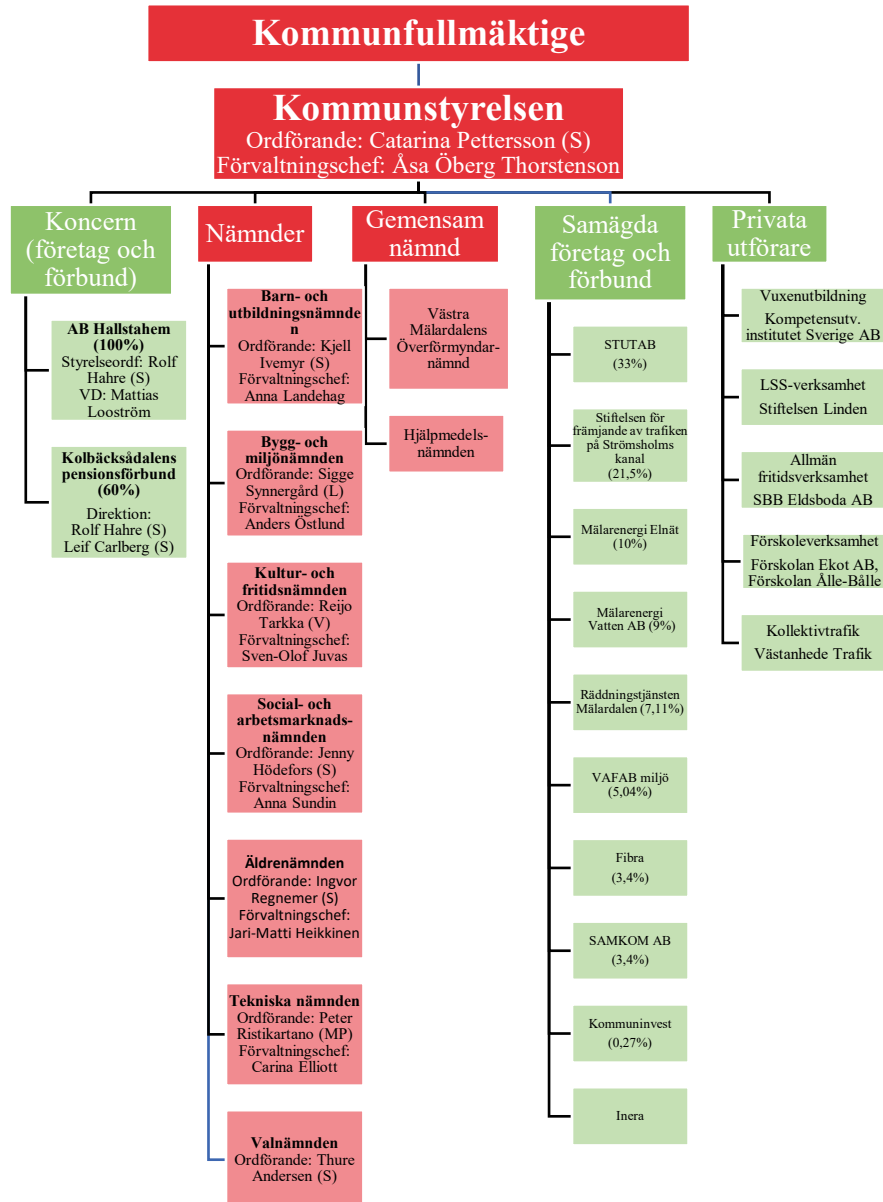 Kommunfullmäktige
Kommunstyrelsen
Ordförande: Catarina Pettersson (S)
Förvaltningschef: Åsa Öberg Thorstenson
Koncern
(företag och
förbund)
AB Hallstahem
(100%)
Styrelseordf: Rolf
Hahre (S)
VD: Mattias
Looström
Kolbäcksådalens
pensionsförbund
(60%)
Direktion:
Rolf Hahre (S)
Leif Carlberg (S)
Nämnder
Barn- och
utbildningsnämnde
n
Ordförande: Kjell
Ivemyr (S)
Förvaltningschef:
Anna Landehag
Bygg- och
miljönämnden
Ordförande: Sigge
Synnergård (L)
Förvaltningschef:
Anders Östlund
Kultur- och
fritidsnämnden
Ordförande: Reijo
Tarkka (V)
Förvaltningschef:
Sven-Olof Juvas
Social- och
arbetsmarknads-
nämnden
Ordförande: Jenny
Hödefors (S)
Förvaltningschef:
Anna Sundin
Äldrenämnden
Ordförande: Ingvor
Regnemer (S)
Förvaltningschef:
Jari-Matti Heikkinen
Tekniska nämnden
Ordförande: Peter
Ristikartano (MP)
Förvaltningschef:
Carina Elliott
Valnämnden
Ordförande: Thure
Andersen (S)
Gemensam
nämnd
Västra
Mälardalens
Överförmyndar-
nämnd
Hjälpmedels-
nämnden
Samägda
företag och
förbund
STUTAB
(33%)
Stiftelsen för
främjande av trafiken
på Strömsholms
kanal
(21,5%)
Mälarenergi Elnät
(10%)
Mälarenergi
Vatten AB (9%)
Räddningstjänsten
Mälardalen (7,11%)
VAFAB miljö
(5,04%)
Fibra
(3,4%)
SAMKOM AB
(3,4%)
Kommuninvest
(0,27%)
Inera
Privata
utförare
Vuxenutbildning
Kompetensutv.
institutet Sverige AB
LSS-verksamhet
Stiftelsen Linden
Allmän
fritidsverksamhet
SBB Eldsboda AB
Förskoleverksamhet
Förskolan Ekot AB,
Förskolan Ålle-Bålle
Kollektivtrafik
Västanhede Trafik